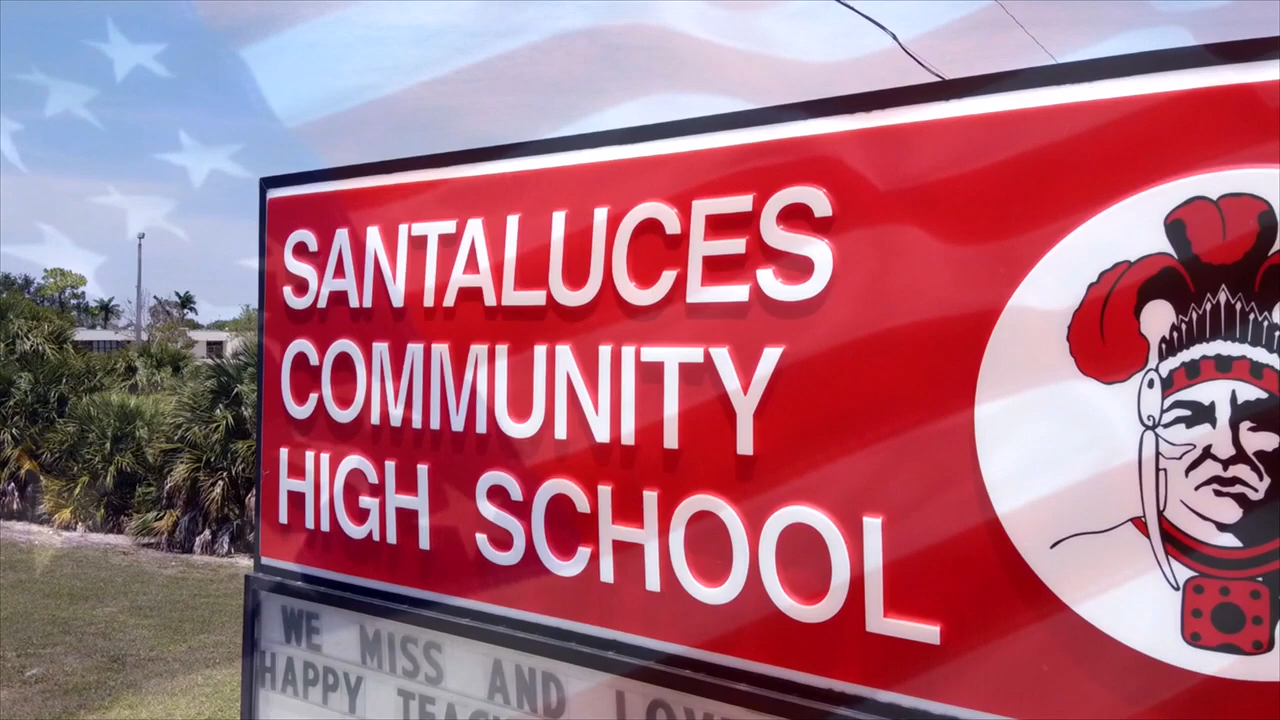 SANTALUCES
COMMUNITY
HIGH SCHOOL
WE MISS AND
HAPPY